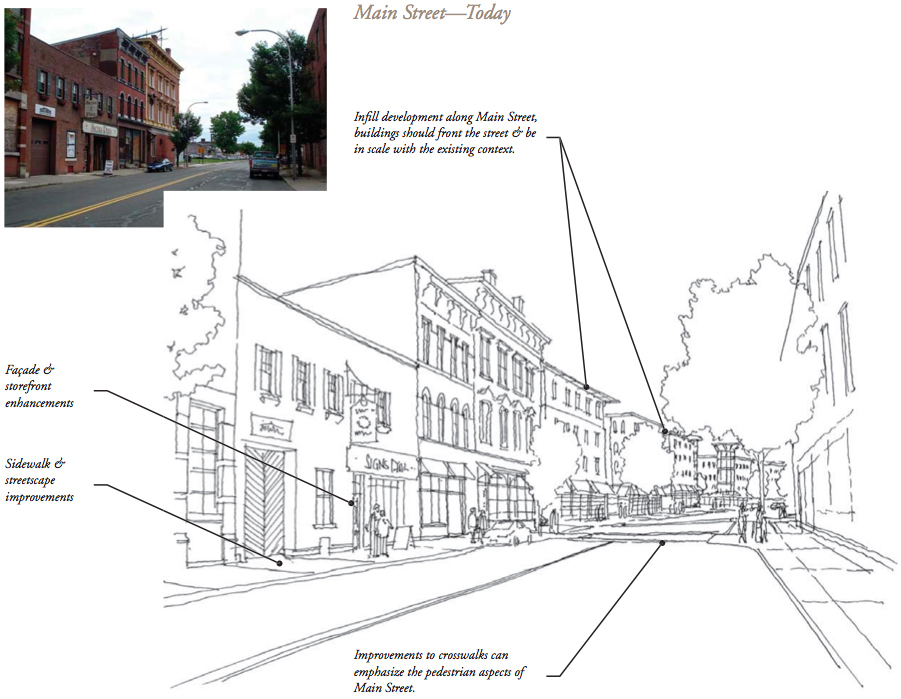 Main Street—Today
Infill development along Main Street,
buildings should front the street & be
in scale with the existing context.
Façade &
storefront
enhancements
Sidewalk &
streetscape
improvements
SIGNS
Improvements to crosswalks can
emphasize the pedestrian aspects of
Main Street.